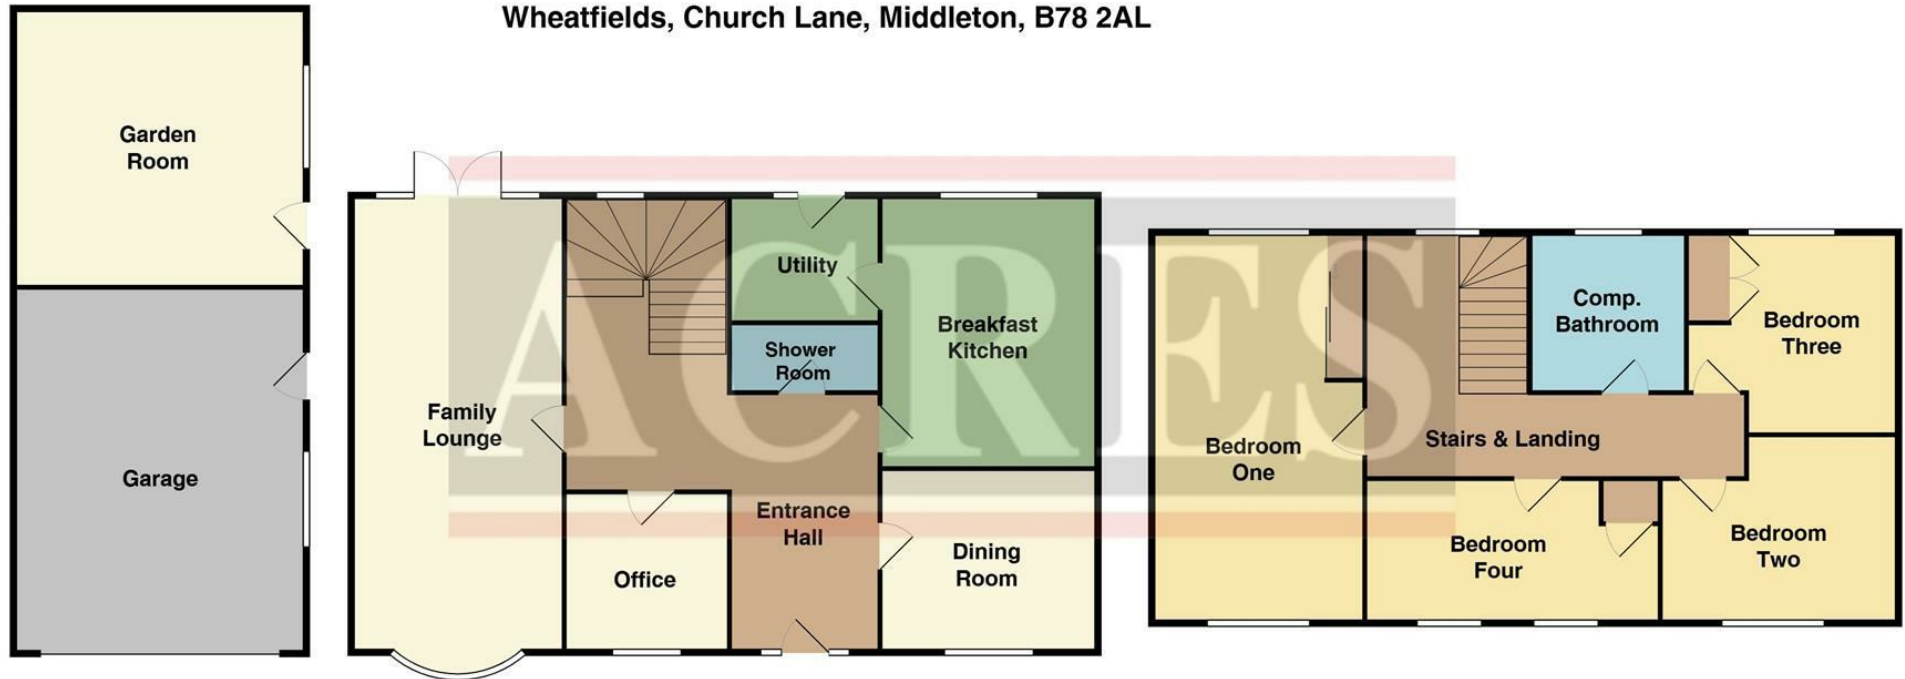 Wheatfields, Church Lane, Middleton, B78 2AL
Garden
Room
Garage
Family
Lounge
Utility
Shower
Room
Breakfast
Kitchen
Entrance
Hall
Office
Dining
Room
Bedroom
One
Stairs & Landing
Comp.
Bathroom
Bedroom
Three
Bedroom
Four
Bedroom
Two
ACRES